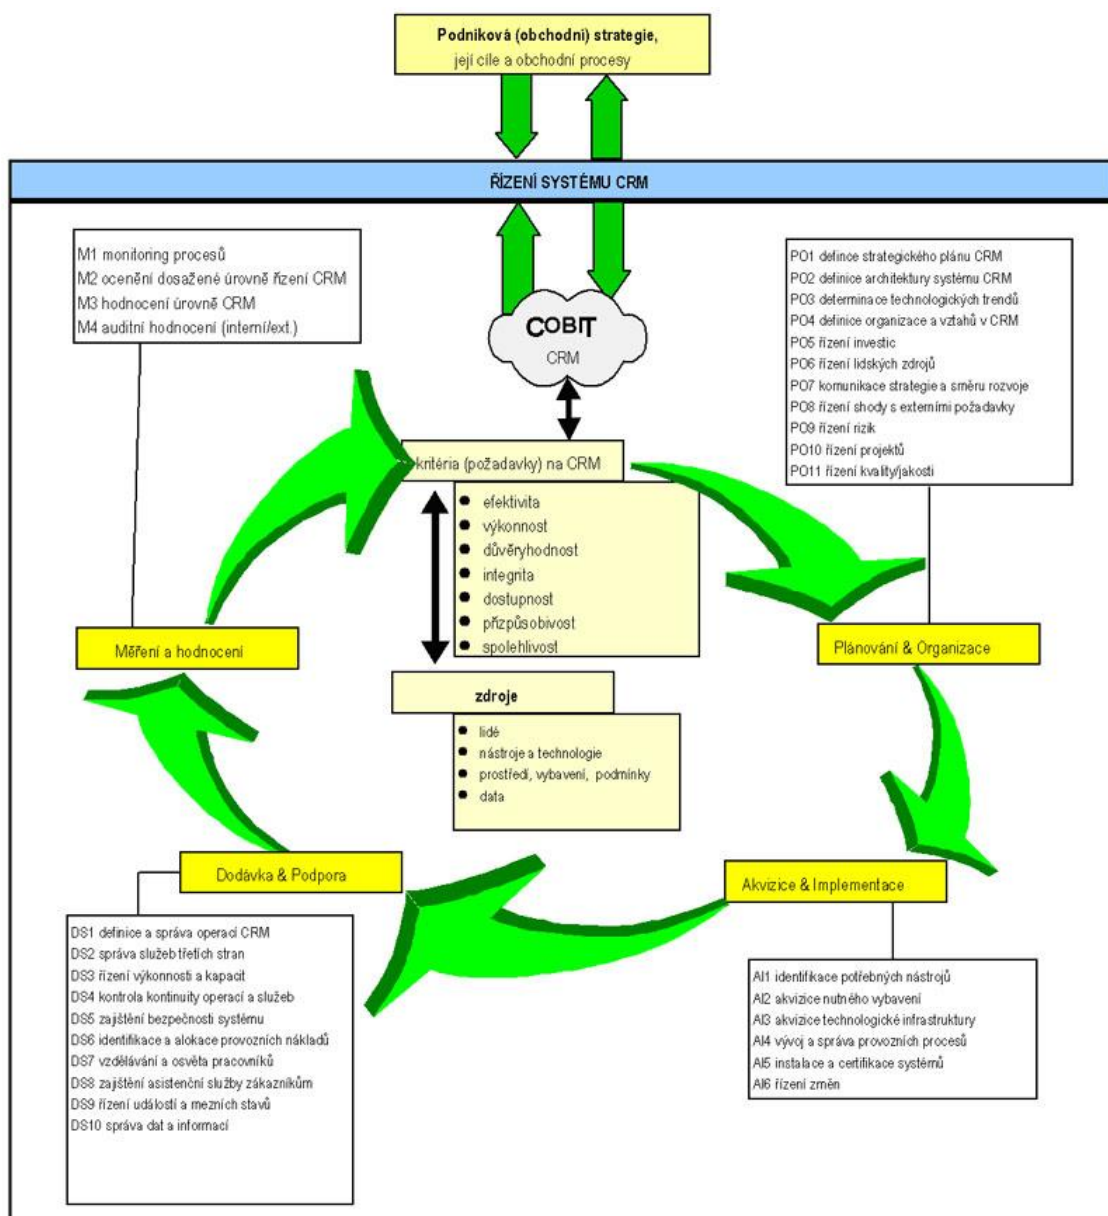 Podniková (obchodní) strategie,
její cíle a obchodní procesy
ŘÍZENÍ SYSTÉMU CRM
M1 monitoring procesů
M2 ocenění dosažené úrovně řízení CRM
M3 hodnocení úrovně CRM
M4 auditní hodnocení (interní/ext.)
COBIT
CRM
PO1 defince strategického plánu CRM
PO2 definice architektury systému CRM
PO3 determinace technologických trendů
PO4 definice organizace a vztahů v CRM
PO5 řízení investic
PO6 řízení lidských zdrojů
PO7 komunikace strategie a směru rozvoje
PO8 řízení shody s externími požadavky
PO9 řízení rizik
PO10 řízení projektů
PO11 řízení kvality/jakosti
kritéria (požadavky) na CRM
efektivita
výkonnost
důvěryhodnost
integrita
dostupnost
přizpůsobivost
spolehlivost
Měření a hodnocení
Plánování & Organizace
zdroje
lidé
nástroje a technologie
prostředí, vybavení, podmínky
data
Dodávka & Podpora
Akvizice & Implementace
DS1 definice a správa operací CRM
DS2 správa služeb třetích stran
DS3 řízení výkonnosti a kapacit
DS4 kontrola kontinuity operací a služeb
DS5 zajištění bezpečnosti systému
DS6 identifikace a alokace provozních nákladů
DS7 vzdělávání a osvěta pracovníků
DS8 zajištění asistenční služby zákazníkům
DS9 řízení událostí a mezních stavů
DS10 správa dat a informací
AI1 identifikace potřebných nástrojů
AI2 akvizice nutného vybavení
AI3 akvizice technologické infrastruktury
AI4 vývoj a správa provozních procesů
AI5 instalace a certifikace systémů
AI6 řízení změn